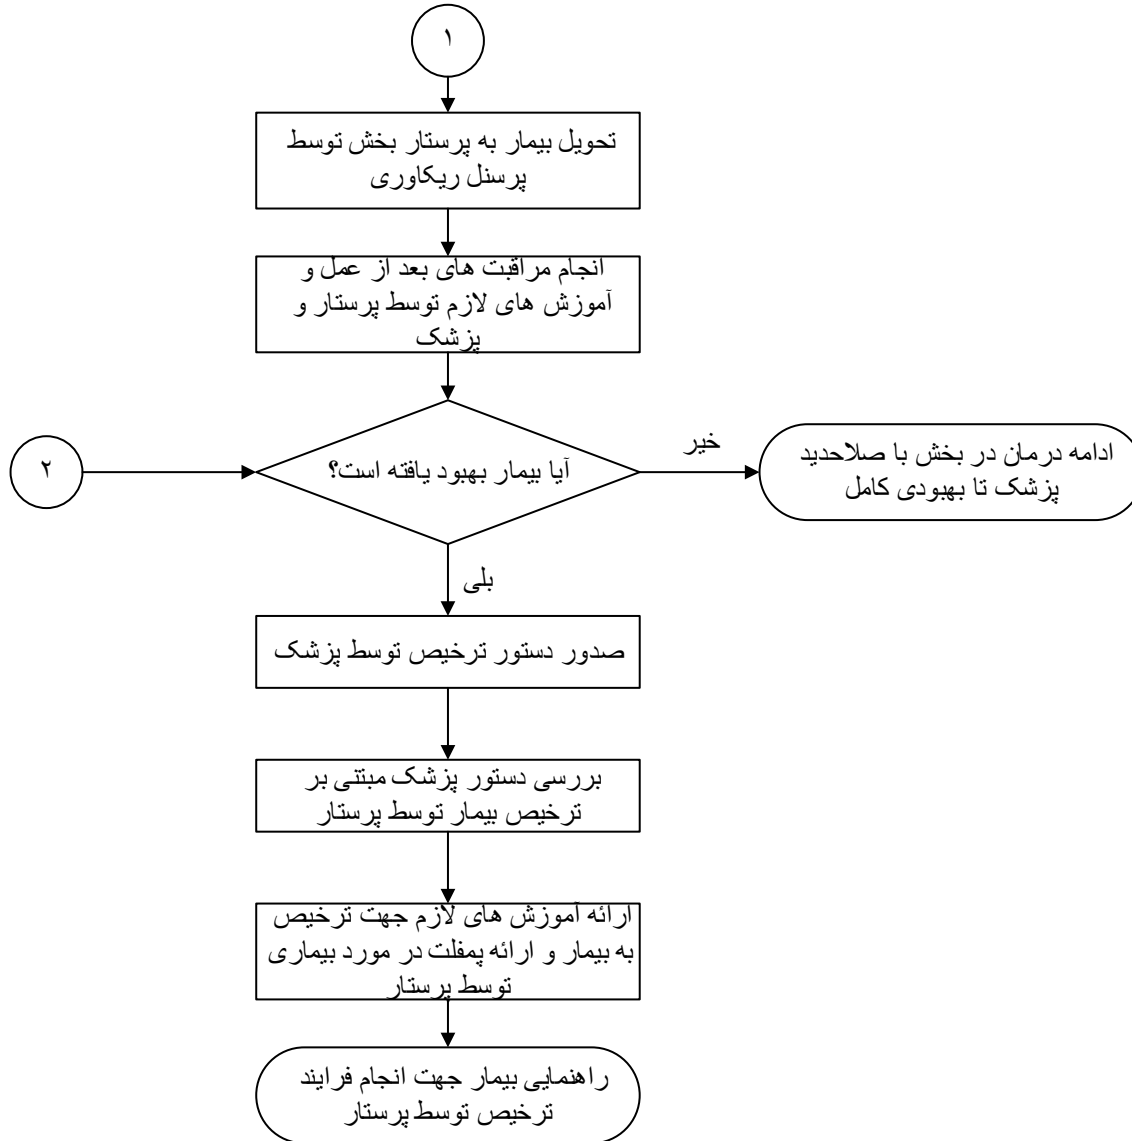 ۱
تحویل بیمار به پرستار بخش توسط
پرسنل ریکاوری
انجام مراقبت های بعد از عمل و
آموزش های لازم توسط پرستار و
پزشک
۲
آیا بیمار بهبود یافته است؟
خیر
ادامه درمان در بخش با صلاحدید
پزشک تا بهبودی کامل
بلی
صدور دستور ترخیص توسط پزشک
بررسی دستور پزشک مبتنی بر
ترخیص بیمار توسط پرستار
ارائه آموزش های لازم جهت ترخیص
به بیمار و ارائه پمفلت در مورد بیماری
توسط پرستار
راهنمایی بیمار جهت انجام فرایند
ترخیص توسط پرستار